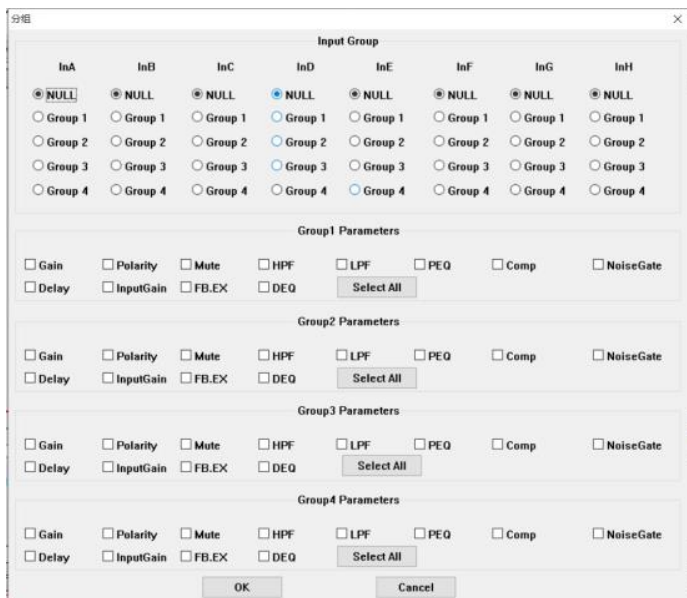 分组
Input Group
InA InB InC InD InE InF InG InH
NULL NULL NULL NULL NULL NULL NULL NULL
Group 1 Group 1 Group 1 Group 1 Group 1 Group 1 Group 1 Group 1
Group 2 Group 2 Group 2 Group 2 Group 2 Group 2 Group 2 Group 2
Group 3 Group 3 Group 3 Group 3 Group 3 Group 3 Group 3 Group 3
Group 4 Group 4 Group 4 Group 4 Group 4 Group 4 Group 4 Group 4
Group1 Parameters
Gain Polarity Mute HPF LPF PEQ Comp NoiseGate
Delay InputGain FB.EX DEQ Select All
Group2 Parameters
Gain Polarity Mute HPF LPF PEQ Comp NoiseGate
Delay InputGain FB.EX DEQ Select All
Group3 Parameters
Gain Polarity Mute HPF LPF PEQ Comp NoiseGate
Delay InputGain FB.EX DEQ Select All
Group4 Parameters
Gain Polarity Mute HPF LPF PEQ Comp NoiseGate
Delay InputGain FB.EX DEQ Select All
OK Cancel